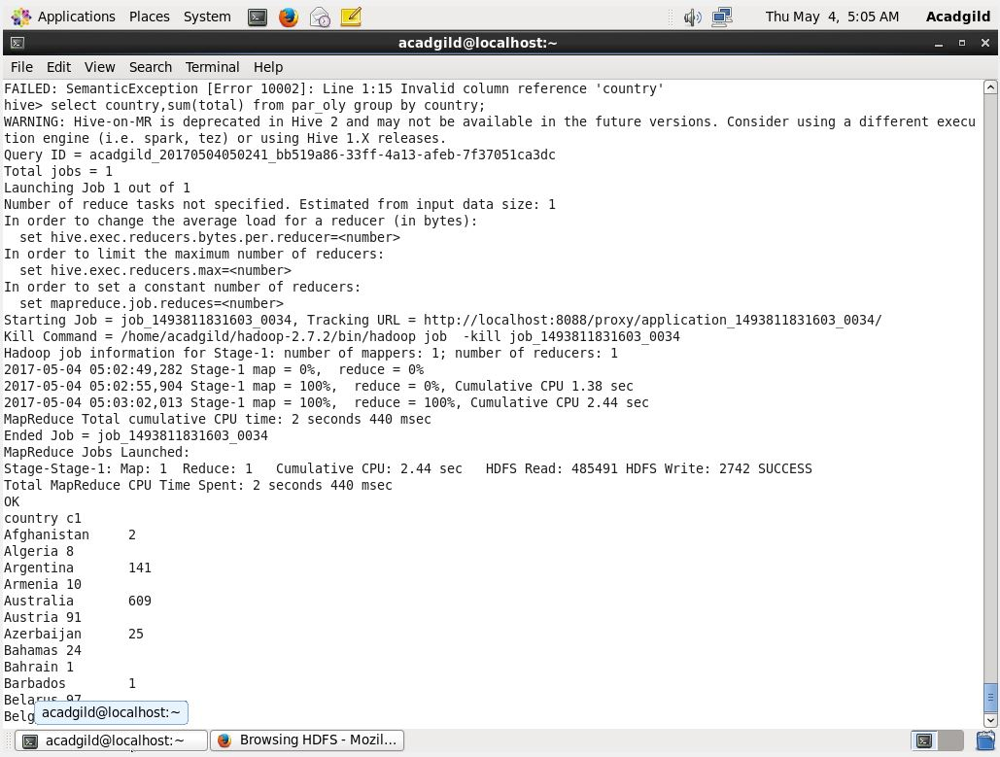 Applications Places System Thu May 4, 5:05 AM Acadgild
acadgild@localhost:~
File Edit View Search Terminal Help
FAILED: SemanticException [Error 10002]: Line 1:15 Invalid column reference 'country'
hive> select country,sum(total) from par_oly group by country;
WARNING: Hive-on-MR is deprecated in Hive 2 and may not be available in the future versions. Consider using a different execu
tion engine (i.e. spark, tez) or using Hive 1.X releases.
Query ID = acadgild_20170504050241_bb519a86-33ff-4a13-afeb-7f37051ca3dc
Total jobs = 1
Launching Job 1 out of 1
Number of reduce tasks not specified. Estimated from input data size: 1
In order to change the average load for a reducer (in bytes):
  set hive.exec.reducers.bytes.per.reducer=<number>
In order to limit the maximum number of reducers:
  set hive.exec.reducers.max=<number>
In order to set a constant number of reducers:
  set mapreduce.job.reduces=<number>
Starting Job = job_1493811831603_0034, Tracking URL = http://localhost:8088/proxy/application_1493811831603_0034/
Kill Command = /home/acadgild/hadoop-2.7.2/bin/hadoop job  -kill job_1493811831603_0034
Hadoop job information for Stage-1: number of mappers: 1; number of reducers: 1
2017-05-04 05:02:49,282 Stage-1 map = 0%,  reduce = 0%
2017-05-04 05:02:55,904 Stage-1 map = 100%,  reduce = 0%, Cumulative CPU 1.38 sec
2017-05-04 05:03:02,013 Stage-1 map = 100%,  reduce = 100%, Cumulative CPU 2.44 sec
MapReduce Total cumulative CPU time: 2 seconds 440 msec
Ended Job = job_1493811831603_0034
MapReduce Jobs Launched:
Stage-Stage-1: Map: 1  Reduce: 1   Cumulative CPU: 2.44 sec   HDFS Read: 485491 HDFS Write: 2742 SUCCESS
Total MapReduce CPU Time Spent: 2 seconds 440 msec
OK
country c1
Afghanistan     2
Algeria 8
Argentina       141
Armenia 10
Australia       609
Austria 91
Azerbaijan      25
Bahamas 24
Bahrain 1
Barbados        1
Belarus 97
Belg
acadgild@localhost:~
acadgild@localhost:~ Browsing HDFS - Mozil...